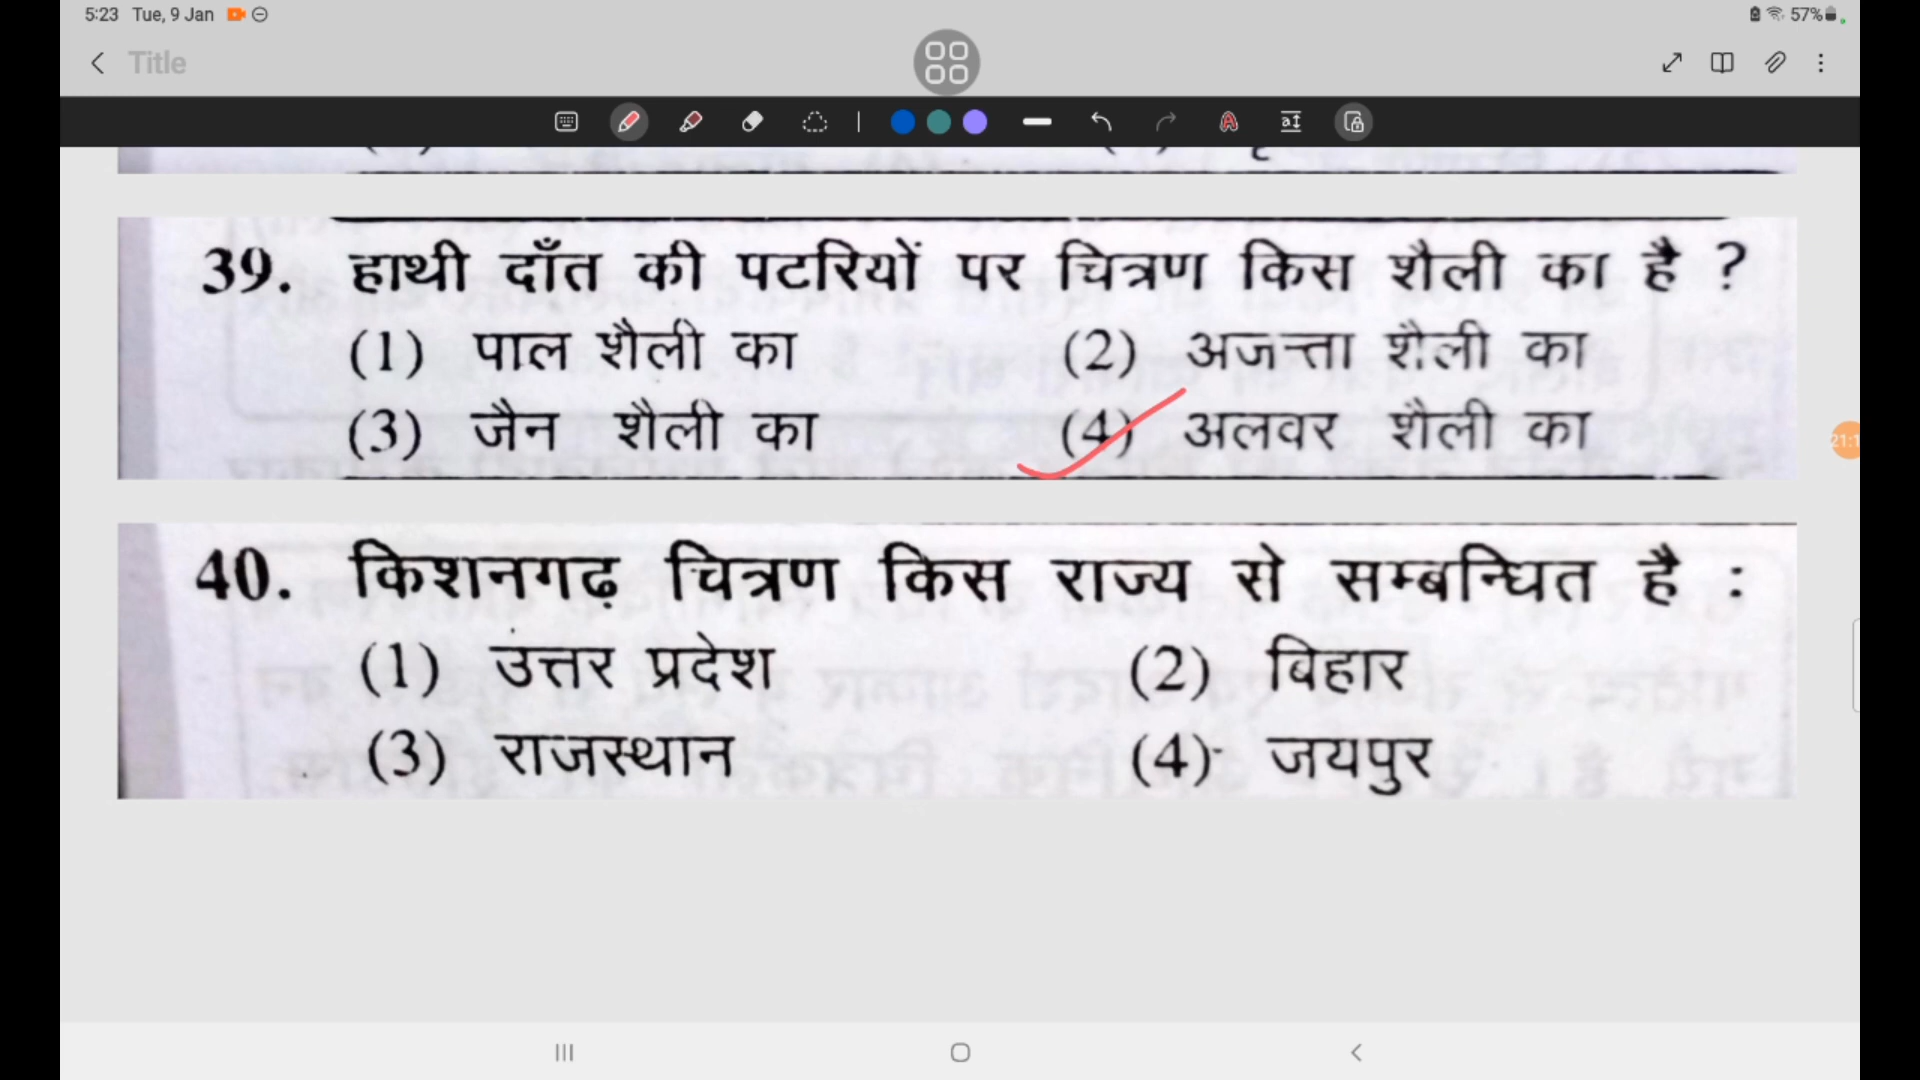 5:23 Tue, 9 Jan 57%
Title
39. हाथी दाँत की पटरियों पर चित्रण किस शैली का है ?
(1) पाल शैली का (2) अजन्ता शैली का
(3) जैन शैली का (4) अलवर शैली का
40. किशनगढ़ चित्रण किस राज्य से सम्बन्धित है :
(1) उत्तर प्रदेश (2) बिहार
(3) राजस्थान (4) जयपुर